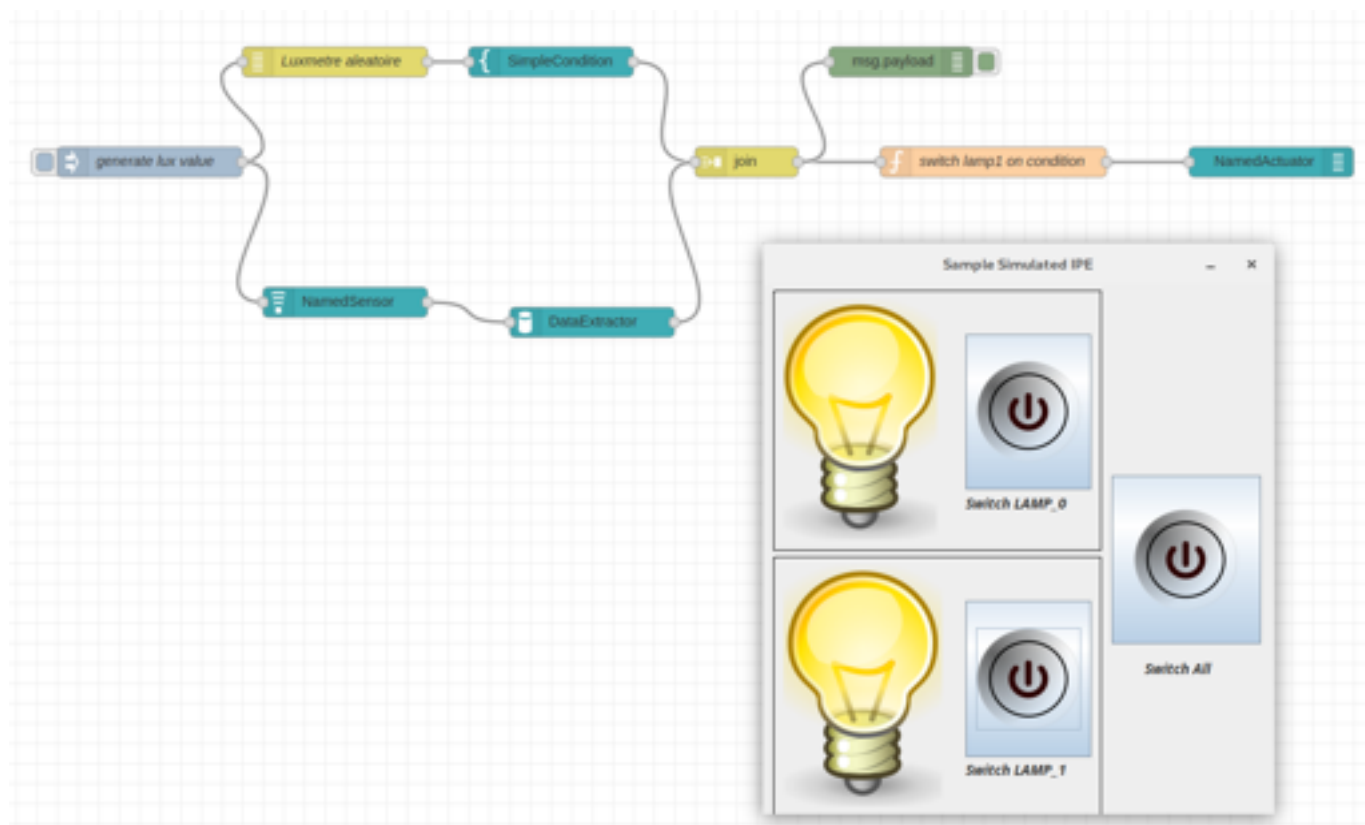 Luxmetre aleatoire
SimpleCondition
msg.payload
generate lux value
join
switch lamp1 on condition
NamedActuator
NamedSensor
DataExtractor
Sample Simulated IPE
Switch LAMP_0
Switch All
Switch LAMP_1